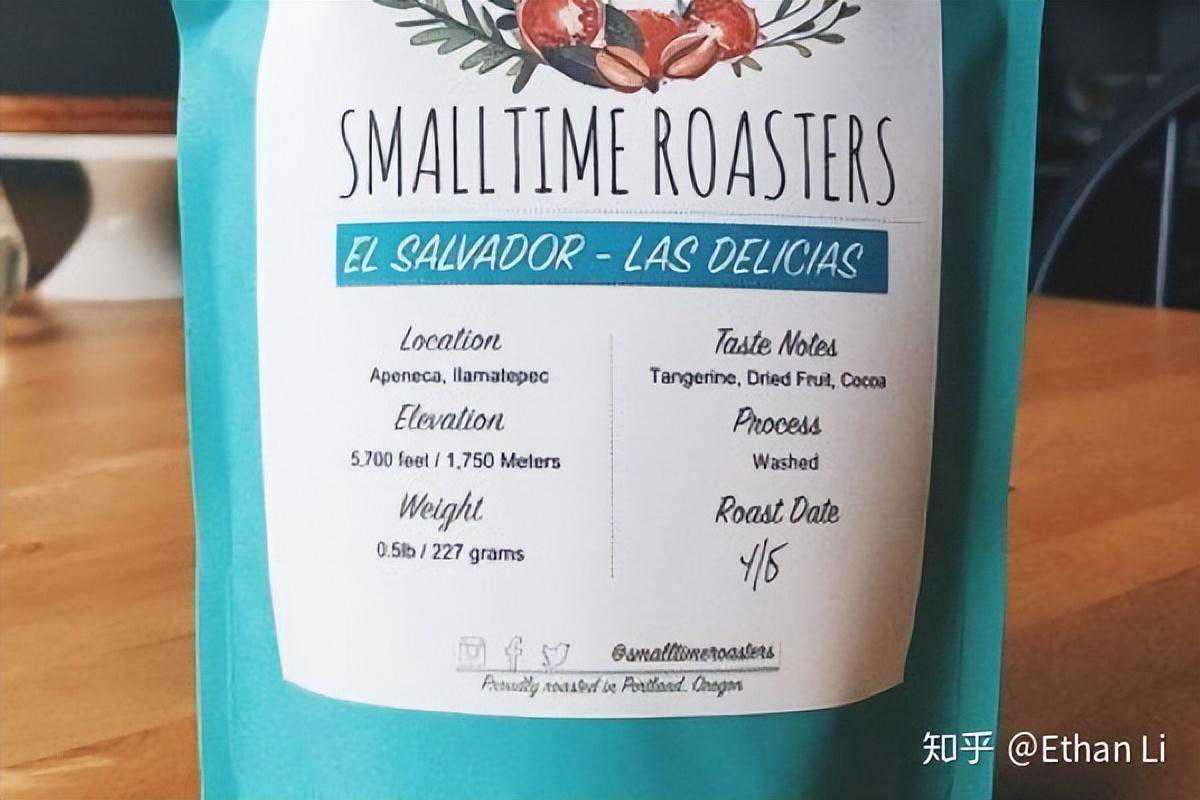 SMALLTIME ROASTERS
EL SALVADOR - LAS DELICIAS
Location
Apeneca, Ilamatepec
Elevation
5,700 feet / 1,750 Meters
Weight
0.5lb / 227 grams
Taste Notes
Tangerine, Dried Fruit, Cocoa
Process
Washed
Roast Date
4/5
@smalltimeroasters
Proudly roasted in Portland, Oregon
知乎 @Ethan Li